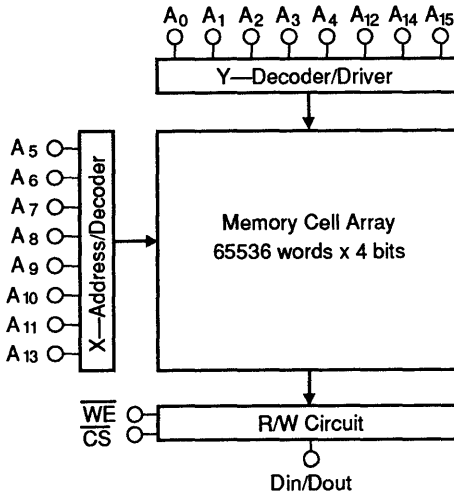 A0 A1 A2 A3 A4 A12 A14 A15
Y—Decoder/Driver
A5
A6
A7
A8
A9
A10
A11
A13
X—Address/Decoder
Memory Cell Array
65536 words x 4 bits
WE
CS
R/W Circuit
Din/Dout